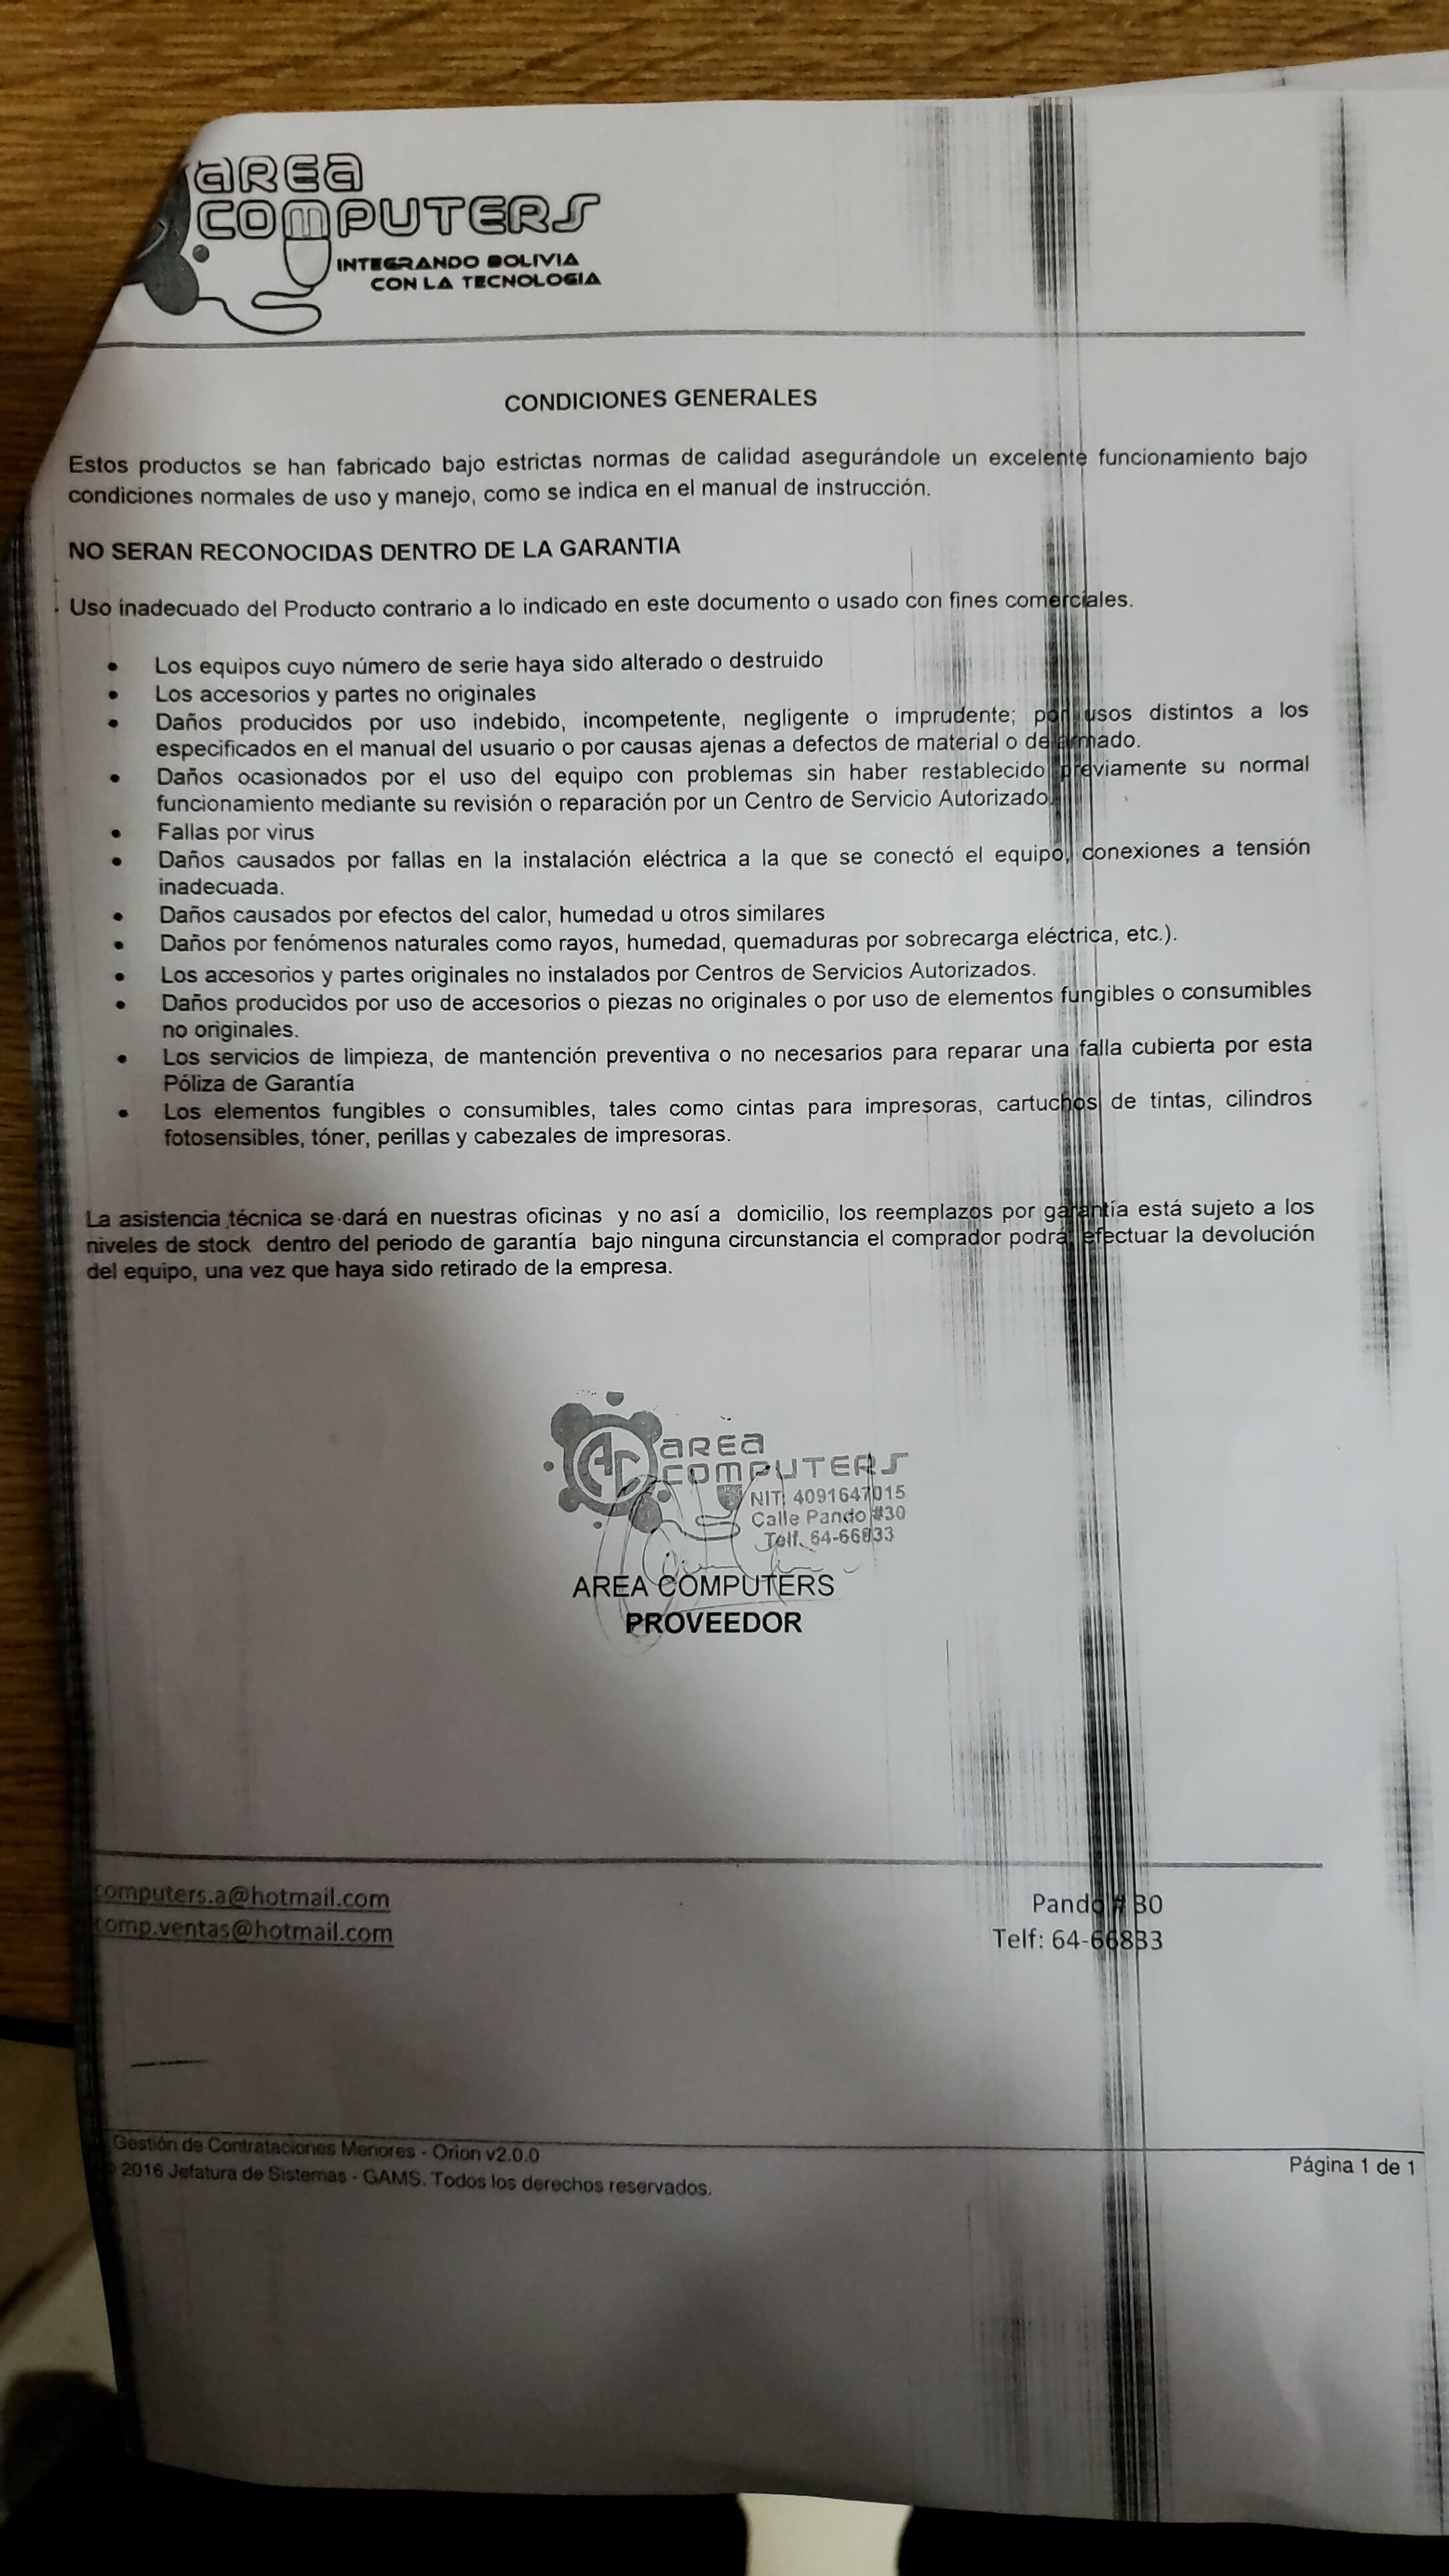 AREA
COMPUTERS
INTEGRANDO BOLIVIA
CON LA TECNOLOGIA
CONDICIONES GENERALES
Estos productos se han fabricado bajo estrictas normas de calidad asegurándole un excelente funcionamiento bajo
condiciones normales de uso y manejo, como se indica en el manual de instrucción.
NO SERAN RECONOCIDAS DENTRO DE LA GARANTIA
Uso inadecuado del Producto contrario a lo indicado en este documento o usado con fines comerciales.
• Los equipos cuyo número de serie haya sido alterado o destruido
• Los accesorios y partes no originales
• Daños producidos por uso indebido, incompetente, negligente o imprudente; por usos distintos a los
especificados en el manual del usuario o por causas ajenas a defectos de material o de armado.
• Daños ocasionados por el uso del equipo con problemas sin haber restablecido previamente su normal
funcionamiento mediante su revisión o reparación por un Centro de Servicio Autorizado.
• Fallas por virus
• Daños causados por fallas en la instalación eléctrica a la que se conectó el equipo, conexiones a tensión
inadecuada.
• Daños causados por efectos del calor, humedad u otros similares
• Daños por fenómenos naturales como rayos, humedad, quemaduras por sobrecarga eléctrica, etc.).
• Los accesorios y partes originales no instalados por Centros de Servicios Autorizados.
• Daños producidos por uso de accesorios o piezas no originales o por uso de elementos fungibles o consumibles
no originales.
• Los servicios de limpieza, de mantención preventiva o no necesarios para reparar una falla cubierta por esta
Póliza de Garantía
• Los elementos fungibles o consumibles, tales como cintas para impresoras, cartuchos de tintas, cilindros
fotosensibles, tóner, perillas y cabezales de impresoras.
La asistencia técnica se dará en nuestras oficinas y no así a domicilio, los reemplazos por garantía está sujeto a los
niveles de stock dentro del periodo de garantía bajo ninguna circunstancia el comprador podrá efectuar la devolución
del equipo, una vez que haya sido retirado de la empresa.
AC AREA
COMPUTERS
NIT: 4091647015
Calle Pando #30
Telf. 64-66833
AREA COMPUTERS
PROVEEDOR
computers.a@hotmail.com
comp.ventas@hotmail.com
Pando # 30
Telf: 64-66833
Gestión de Contrataciones Menores - Orion v2.0.0
2016 Jefatura de Sistemas - GAMS. Todos los derechos reservados.
Página 1 de 1